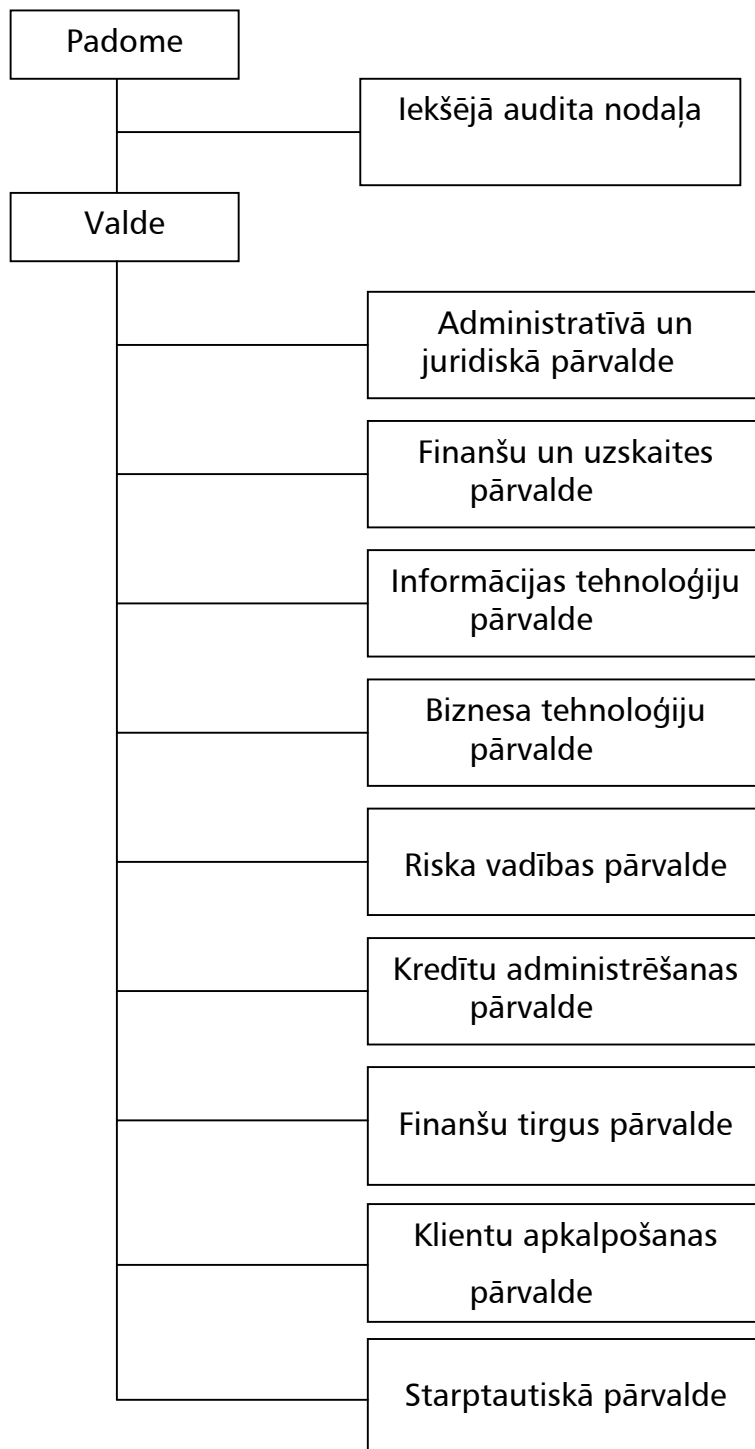 Padome
Iekšējā audita nodaļa
Valde
Administratīvā un
juridiskā pārvalde
Finanšu un uzskaites
pārvalde
Informācijas tehnoloģiju
pārvalde
Biznesa tehnoloģiju
pārvalde
Riska vadības pārvalde
Kredītu administrēšanas
pārvalde
Finanšu tirgus pārvalde
Klientu apkalpošanas
pārvalde
Starptautiskā pārvalde